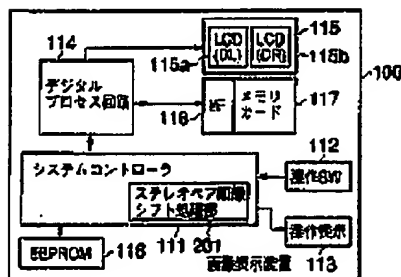 114
115
LCD
(DL)
LCD
(DR)
115a
115b
100
デジタル
プロセス回路
I/F
メモリ
カード
117
118
システムコントローラ
112
操作SW
ステレオペア画像
シフト処理部
111
201
操作表示
EEPROM
116
画像表示装置
113